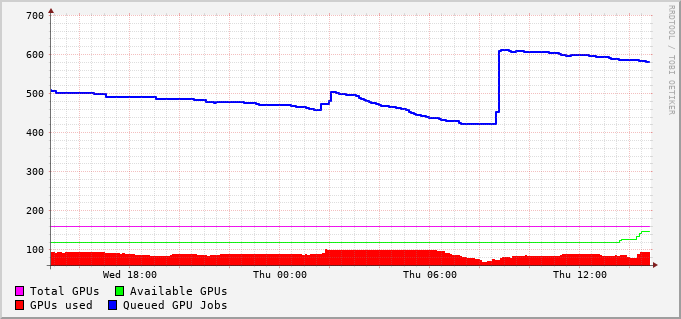 700
600
500
400
300
200
100
Wed 18:00 Thu 00:00 Thu 06:00 Thu 12:00
Total GPUs Available GPUs
GPUs used Queued GPU Jobs
RRDTOOL / TOBI OETIKER